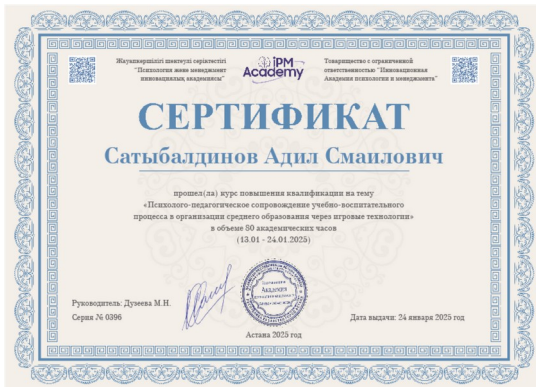 Жауапкершілігі шектеулі серіктестігі
"Психология және менеджмент
инновациялық академиясы"
iPM
Academy
Товарищество с ограниченной
ответственностью "Инновационная
Академия психологии и менеджмента"
СЕРТИФИКАТ
Сатыбалдинов Адил Смаилович
прошел(ла) курс повышения квалификации на тему
«Психолого-педагогическое сопровождение учебно-воспитательного
процесса в организации среднего образования через игровые технологии»
в объеме 80 академических часов
(13.01 - 24.01.2025)
Руководитель: Дузеева М.Н.
Серия № 0396
Дата выдачи: 24 января 2025 год
Астана 2025 год